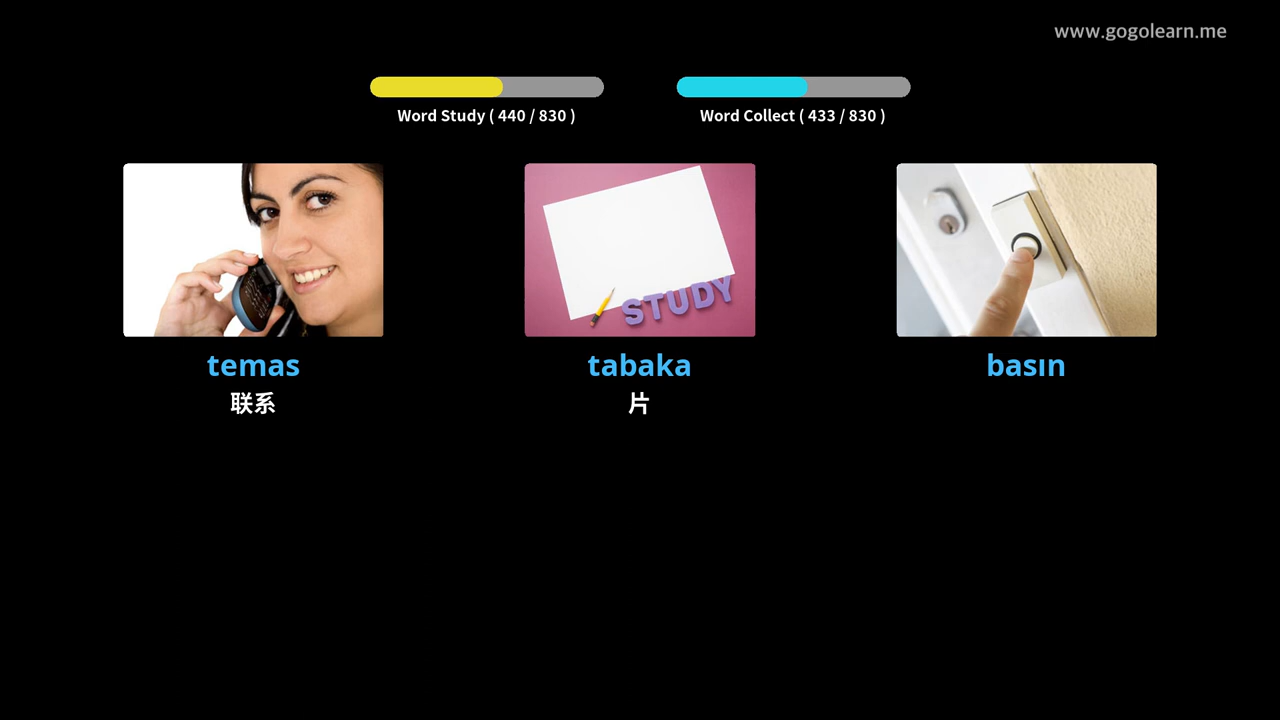 www.gogolearn.me
Word Study ( 440 / 830 )
Word Collect ( 433 / 830 )
STUDY
temas
tabaka
basın
联系
片